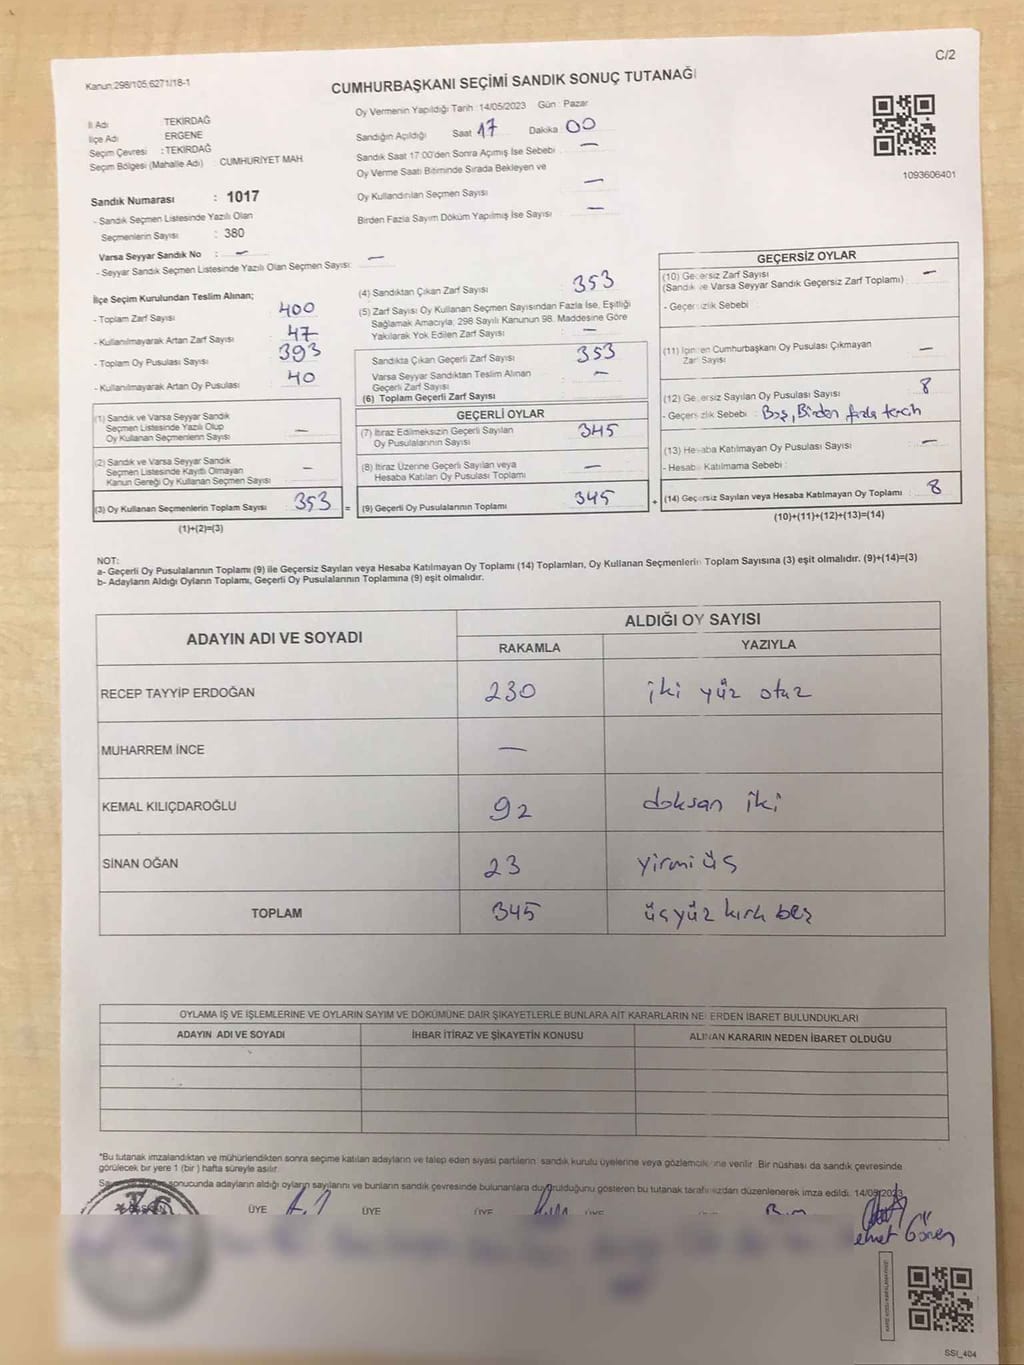 C/2
Kanun:298/105;6271/18-1
CUMHURBAŞKANI SEÇİMİ SANDIK SONUÇ TUTANAĞI
İl Adı TEKİRDAĞ
İlçe Adı ERGENE
Seçim Çevresi : TEKİRDAĞ
Seçim Bölgesi (Mahalle Adı) : CUMHURİYET MAH.
Sandık Numarası : 1017
- Sandık Seçmen Listesinde Yazılı Olan
Seçmenlerin Sayısı : 380
Varsa Seyyar Sandık No : —
- Seyyar Sandık Seçmen Listesinde Yazılı Olan Seçmen Sayısı: —
Oy Vermenin Yapıldığı Tarih : 14/05/2023 Gün : Pazar
Sandığın Açıldığı Saat 17 Dakika 00
Sandık Saat 17:00'den Sonra Açılmış İse Sebebi —
Oy Verme Saati Bitiminde Sırada Bekleyen ve
Oy Kullandırılan Seçmen Sayısı —
Birden Fazla Sayım Döküm Yapılmış İse Sayısı —
1093606401
İlçe Seçim Kurulundan Teslim Alınan;
- Toplam Zarf Sayısı 400
- Kullanılmayarak Artan Zarf Sayısı 47
- Toplam Oy Pusulası Sayısı 393
- Kullanılmayarak Artan Oy Pusulası 40
(1) Sandık ve Varsa Seyyar Sandık
Seçmen Listesinde Yazılı Olup
Oy Kullanan Seçmenlerin Sayısı —
(2) Sandık ve Varsa Seyyar Sandık
Seçmen Listesinde Kayıtlı Olmayan
Kanun Gereği Oy Kullanan Seçmen Sayısı —
(3) Oy Kullanan Seçmenlerin Toplam Sayısı 353 =
(1)+(2)=(3)
(4) Sandıktan Çıkan Zarf Sayısı 353
(5) Zarf Sayısı Oy Kullanan Seçmen Sayısından Fazla İse, Eşitliği
Sağlamak Amacıyla, 298 Sayılı Kanunun 98. Maddesine Göre
Yakılarak Yok Edilen Zarf Sayısı —
Sandıkta Çıkan Geçerli Zarf Sayısı 353
Varsa Seyyar Sandıktan Teslim Alınan
Geçerli Zarf Sayısı —
(6) Toplam Geçerli Zarf Sayısı
GEÇERLİ OYLAR
(7) İtiraz Edilmeksizin Geçerli Sayılan
Oy Pusulalarının Sayısı 345
(8) İtiraz Üzerine Geçerli Sayılan veya
Hesaba Katılan Oy Pusulası Toplamı —
(9) Geçerli Oy Pusulalarının Toplamı 345 +
GEÇERSİZ OYLAR
(10) Geçersiz Zarf Sayısı
(Sandık ve Varsa Seyyar Sandık Geçersiz Zarf Toplamı) —
- Geçersizlik Sebebi :
(11) İçinden Cumhurbaşkanı Oy Pusulası Çıkmayan
Zarf Sayısı —
(12) Geçersiz Sayılan Oy Pusulası Sayısı 8
- Geçersizlik Sebebi : Boş, Birden fazla tercih
(13) Hesaba Katılmayan Oy Pusulası Sayısı —
- Hesaba Katılmama Sebebi :
(14) Geçersiz Sayılan veya Hesaba Katılmayan Oy Toplamı 8
(10)+(11)+(12)+(13)=(14)
NOT:
a- Geçerli Oy Pusulalarının Toplamı (9) ile Geçersiz Sayılan veya Hesaba Katılmayan Oy Toplamı (14) Toplamları, Oy Kullanan Seçmenlerin Toplam Sayısına (3) eşit olmalıdır. (9)+(14)=(3)
b- Adayların Aldığı Oyların Toplamı, Geçerli Oy Pusulalarının Toplamına (9) eşit olmalıdır.
ADAYIN ADI VE SOYADI ALDIĞI OY SAYISI
RAKAMLA YAZIYLA
RECEP TAYYİP ERDOĞAN 230 iki yüz otuz
MUHARREM İNCE —
KEMAL KILIÇDAROĞLU 92 doksan iki
SİNAN OĞAN 23 yirmi üç
TOPLAM 345 üçyüz kırk beş
OYLAMA İŞ VE İŞLEMLERİNE VE OYLARIN SAYIM VE DÖKÜMÜNE DAİR ŞİKAYETLERLE BUNLARA AİT KARARLARIN NELERDEN İBARET BULUNDUKLARI
ADAYIN ADI VE SOYADI İHBAR İTİRAZ VE ŞİKAYETİN KONUSU ALINAN KARARIN NEDEN İBARET OLDUĞU
*Bu tutanak imzalandıktan ve mühürlendikten sonra seçime katılan adayların ve talep eden siyasi partilerin sandık kurulu üyelerine veya gözlemcilerine verilir. Bir nüshası da sandık çevresinde
görülecek bir yere 1 (bir ) hafta süreyle asılır.
sonucunda adayların aldığı oyların sayılarını ve bunların sandık çevresinde bulunanlara duyurulduğunu gösteren bu tutanak tarafımızdan düzenlenerek imza edildi. 14/05/2023
BAŞKAN ÜYE ÜYE ÜYE ÜYE
SSI_404